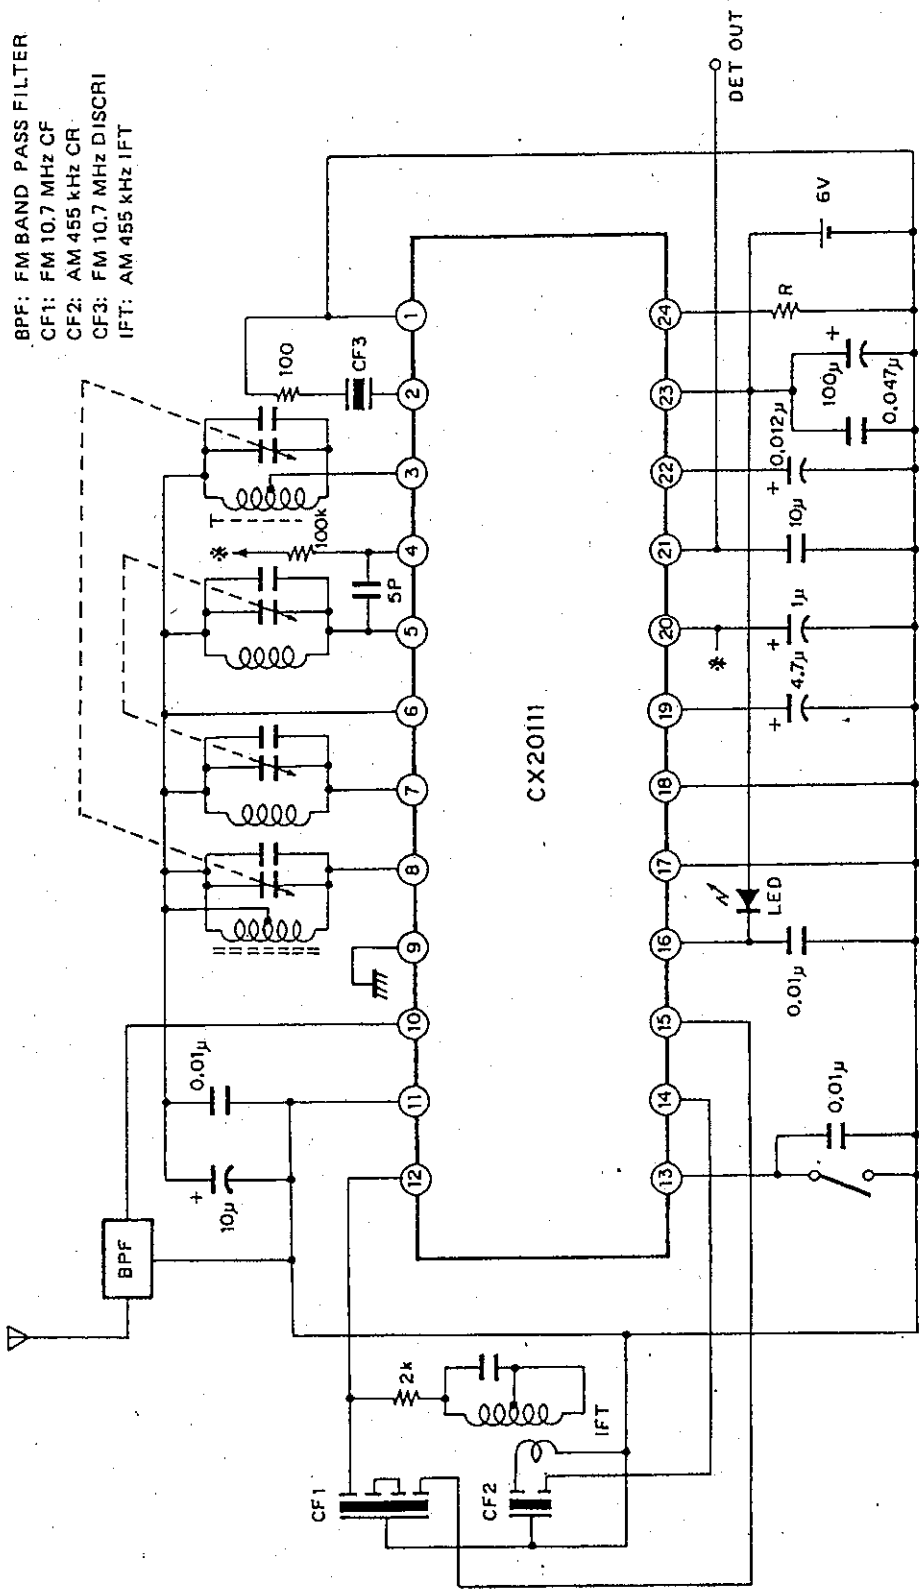 BPF: FM BAND PASS FILTER
CF1: FM 10.7 MHz CF
CF2: AM 455 kHz CR
CF3: FM 10.7 MHz DISCRI
IFT: AM 455 kHz IFT
BPF
+
10μ
0.01μ
100k
5P
※
100
CF3
CF1
2k
IFT
CF2
12
11
10
9
8
7
6
5
4
3
2
1
CX20111
13
14
15
16
17
18
19
20
21
22
23
24
0.01μ
0.01μ
LED
+
4.7μ
※
+
1μ
10μ
+
0.012μ
0.047μ
100μ
+
R
6V
DET OUT